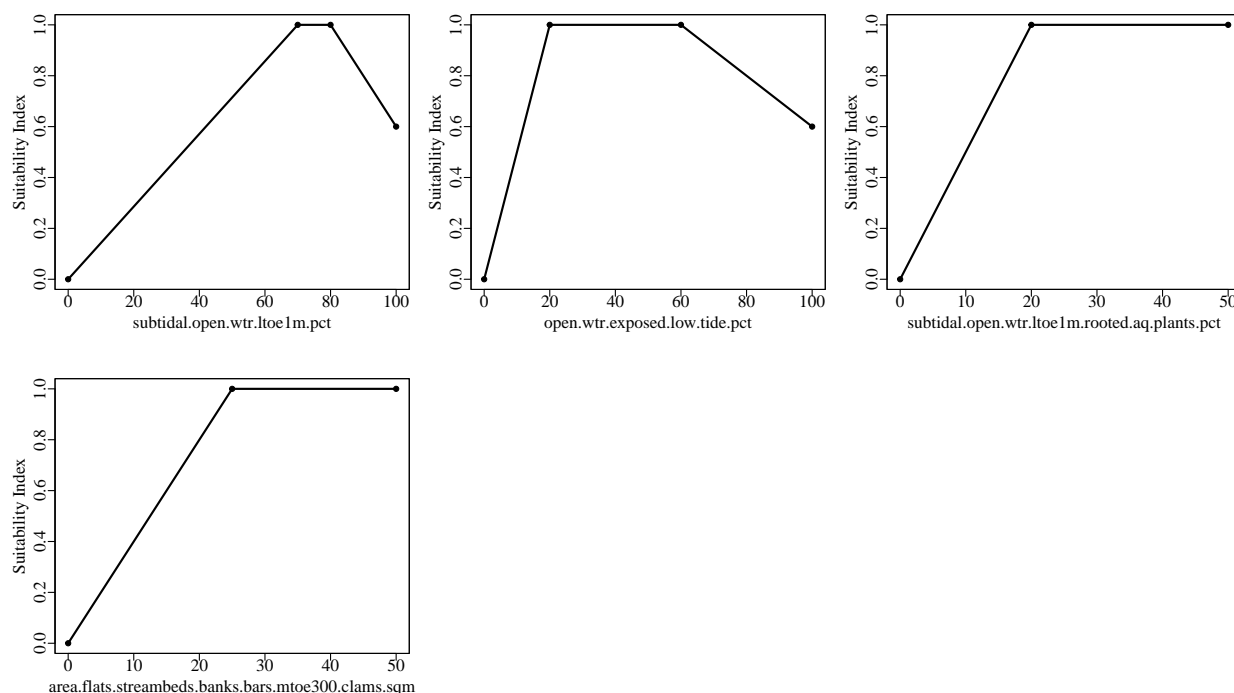 Suitability Index
0.0 0.2 0.4 0.6 0.8 1.0
0 20 40 60 80 100
subtidal.open.wtr.ltoe1m.pct
Suitability Index
0.0 0.2 0.4 0.6 0.8 1.0
0 20 40 60 80 100
open.wtr.exposed.low.tide.pct
Suitability Index
0.0 0.2 0.4 0.6 0.8 1.0
0 10 20 30 40 50
subtidal.open.wtr.ltoe1m.rooted.aq.plants.pct
Suitability Index
0.0 0.2 0.4 0.6 0.8 1.0
0 10 20 30 40 50
area.flats.streambeds.banks.bars.mtoe300.clams.sqm